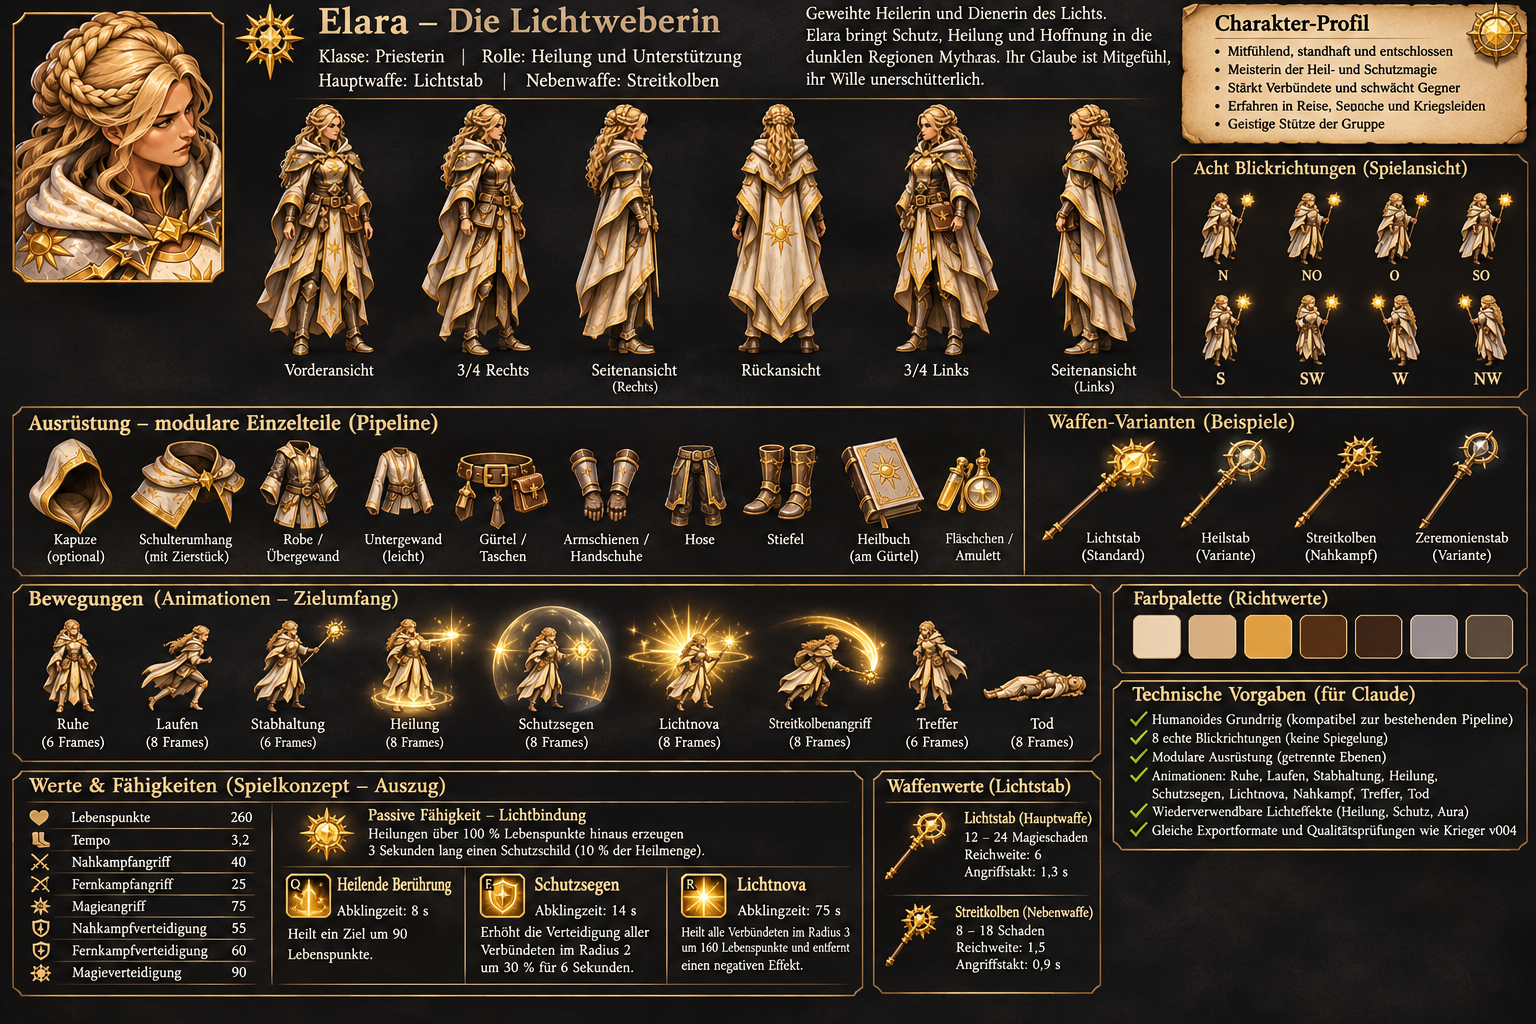 Elara – Die Lichtweberin
Klasse: Priesterin | Rolle: Heilung und Unterstützung
Hauptwaffe: Lichtstab | Nebenwaffe: Streitkolben
Geweihte Heilerin und Dienerin des Lichts.
Elara bringt Schutz, Heilung und Hoffnung in die
dunklen Regionen Mythras. Ihr Glaube ist Mitgefühl,
ihr Wille unerschütterlich.
Charakter-Profil
• Mitfühlend, standhaft und entschlossen
• Meisterin der Heil- und Schutzmagie
• Stärkt Verbündete und schwächt Gegner
• Erfahren in Reise, und Kriegsleiden
• Geistige Stütze der Gruppe
Vorderansicht
3/4 Rechts
Seitenansicht
(Rechts)
Rückansicht
3/4 Links
Seitenansicht
(Links)
Acht Blickrichtungen (Spielansicht)
N
NO
O
SO
S
SW
W
NW
Ausrüstung – modulare Einzelteile (Pipeline)
Kapuze
(optional)
Schulterumhang
(mit Zierstück)
Robe /
Übergewand
Untergewand
(leicht)
Gürtel /
Taschen
Armschienen /
Handschuhe
Hose
Stiefel
Heilbuch
(am Gürtel)
Fläschchen /
Amulett
Waffen-Varianten (Beispiele)
Lichtstab
(Standard)
Heilstab
(Variante)
Streitkolben
(Nahkampf)
Zeremonienstab
(Variante)
Bewegungen (Animationen – Zielumfang)
Ruhe
(6 Frames)
Laufen
(8 Frames)
Stabhaltung
(6 Frames)
Heilung
(8 Frames)
Schutzsegen
(8 Frames)
Lichtnova
(8 Frames)
Streitkolbenangriff
(8 Frames)
Treffer
(6 Frames)
Tod
(8 Frames)
Farbpalette (Richtwerte)
Technische Vorgaben (für Claude)
Humanoides (kompatibel zur bestehenden Pipeline)
8 echte Blickrichtungen (keine Spiegelung)
Modulare Ausrüstung (getrennte Ebenen)
Animationen: Ruhe, Laufen, Stabhaltung, Heilung,
Schutzsegen, Lichtnova, Nahkampf, Treffer, Tod
Wiederverwendbare Lichteffekte (Heilung, Schutz, Aura)
Gleiche Exportformate und Qualitätsprüfungen wie Krieger v004
Werte & Fähigkeiten (Spielkonzept – Auszug)
Lebenspunkte 260
Tempo 3,2
Nahkampfangriff 40
Fernkampfangriff 25
Magieangriff 75
Nahkampfverteidigung 55
Fernkampfverteidigung 60
Magieverteidigung 90
Passive Fähigkeit – Lichtbindung
Heilungen über 100 % Lebenspunkte hinaus erzeugen
3 Sekunden lang einen Schutzschild (10 % der Heilmenge).
Q
Heilende Berührung
Abklingzeit: 8 s
Heilt ein Ziel um 90
Lebenspunkte.
E
Schutzsegen
Abklingzeit: 14 s
Erhöht die Verteidigung aller
Verbündeten im Radius 2
um 30 % für 6 Sekunden.
R
Lichtnova
Abklingzeit: 75 s
Heilt alle Verbündeten im Radius 3
um 160 Lebenspunkte und entfernt
einen negativen Effekt.
Waffenwerte (Lichtstab)
Lichtstab (Hauptwaffe)
12 – 24 Magieschaden
Reichweite: 6
Angriffstakt: 1,3 s
Streitkolben (Nebenwaffe)
8 – 18 Schaden
Reichweite: 1,5
Angriffstakt: 0,9 s